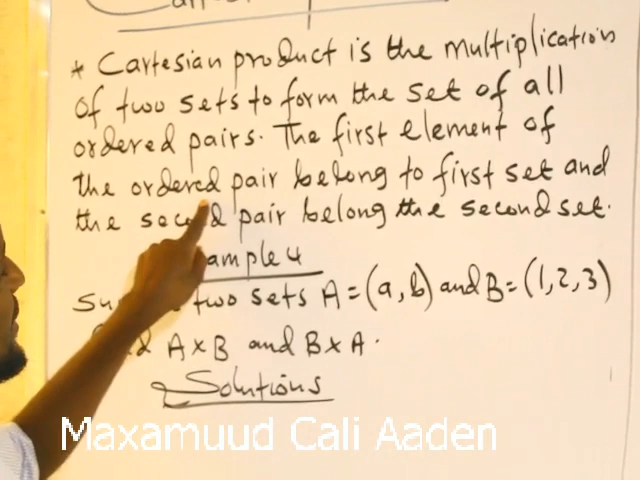 * Cartesian product is the multiplication
of two sets to form the set of all
ordered pairs. The first element of
the ordered pair belong to first set and
the second pair belong the second set.
ample 4
two sets A = (a, b) and B = (1, 2, 3)
A x B and B x A.
Solutions
Maxamuud Cali Aaden